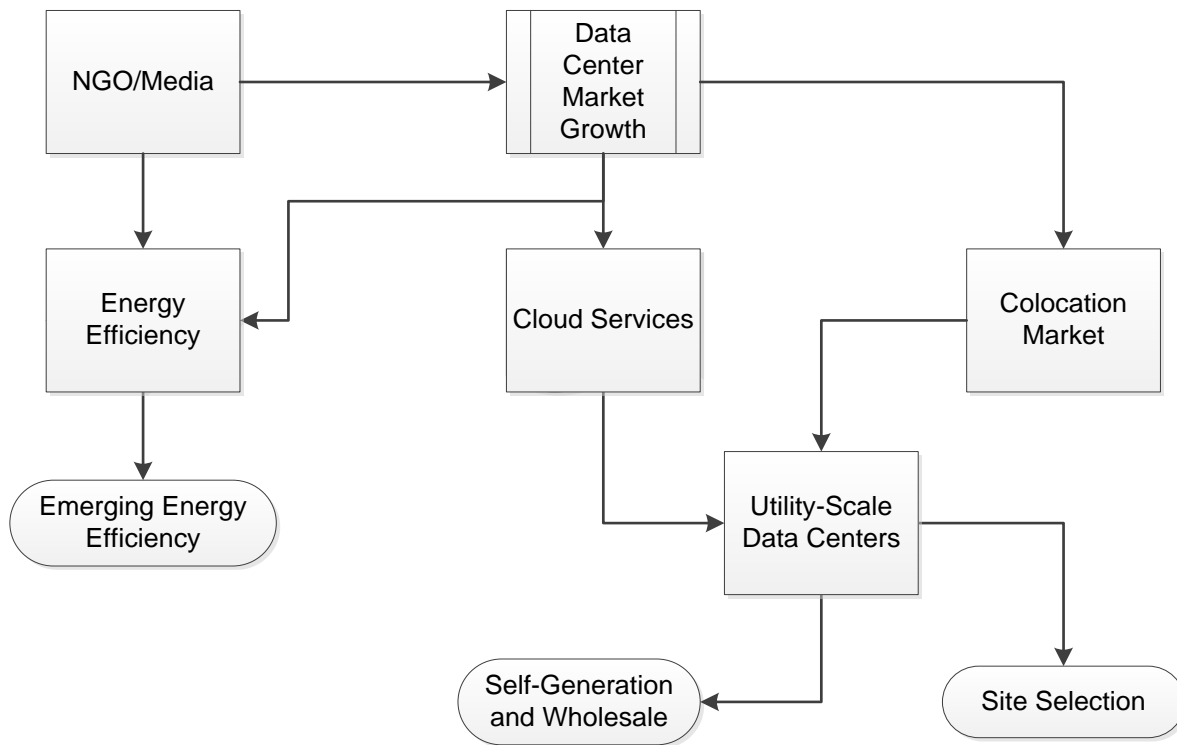 NGO/Media
Data
Center
Market
Growth
Energy
Efficiency
Cloud Services
Colocation
Market
Emerging Energy
Efficiency
Utility-Scale
Data Centers
Self-Generation
and Wholesale
Site Selection